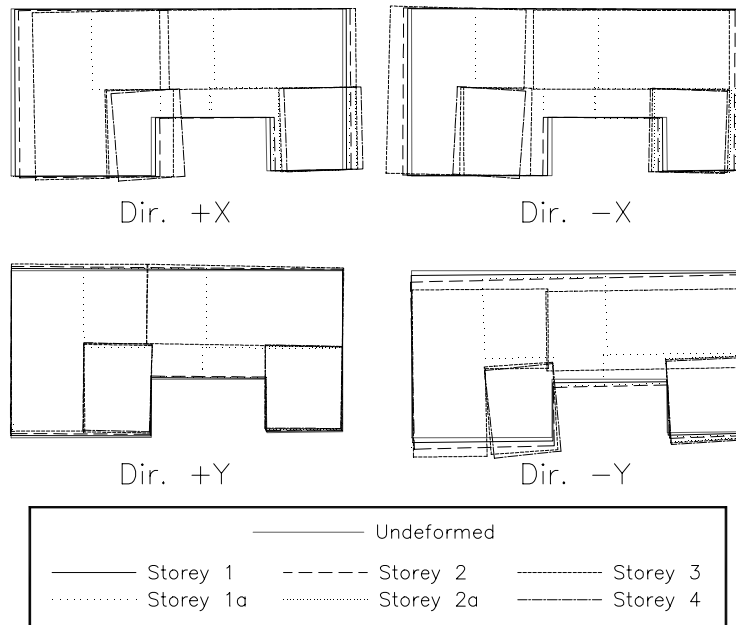 Dir. +X
Dir. -X
Dir. +Y
Dir. -Y
Undeformed
Storey 1
Storey 2
Storey 3
Storey 1a
Storey 2a
Storey 4